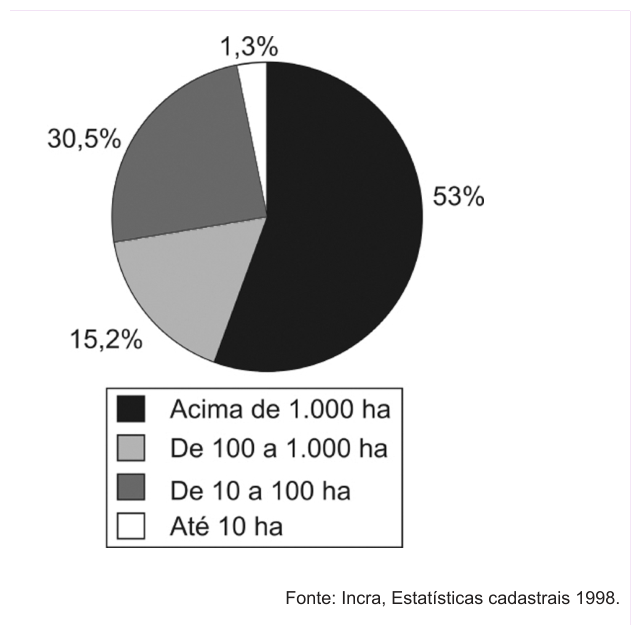 1,3%
30,5%
53%
15,2%
Acima de 1.000 ha
De 100 a 1.000 ha
De 10 a 100 ha
Até 10 ha
Fonte: Incra, Estatísticas cadastrais 1998.